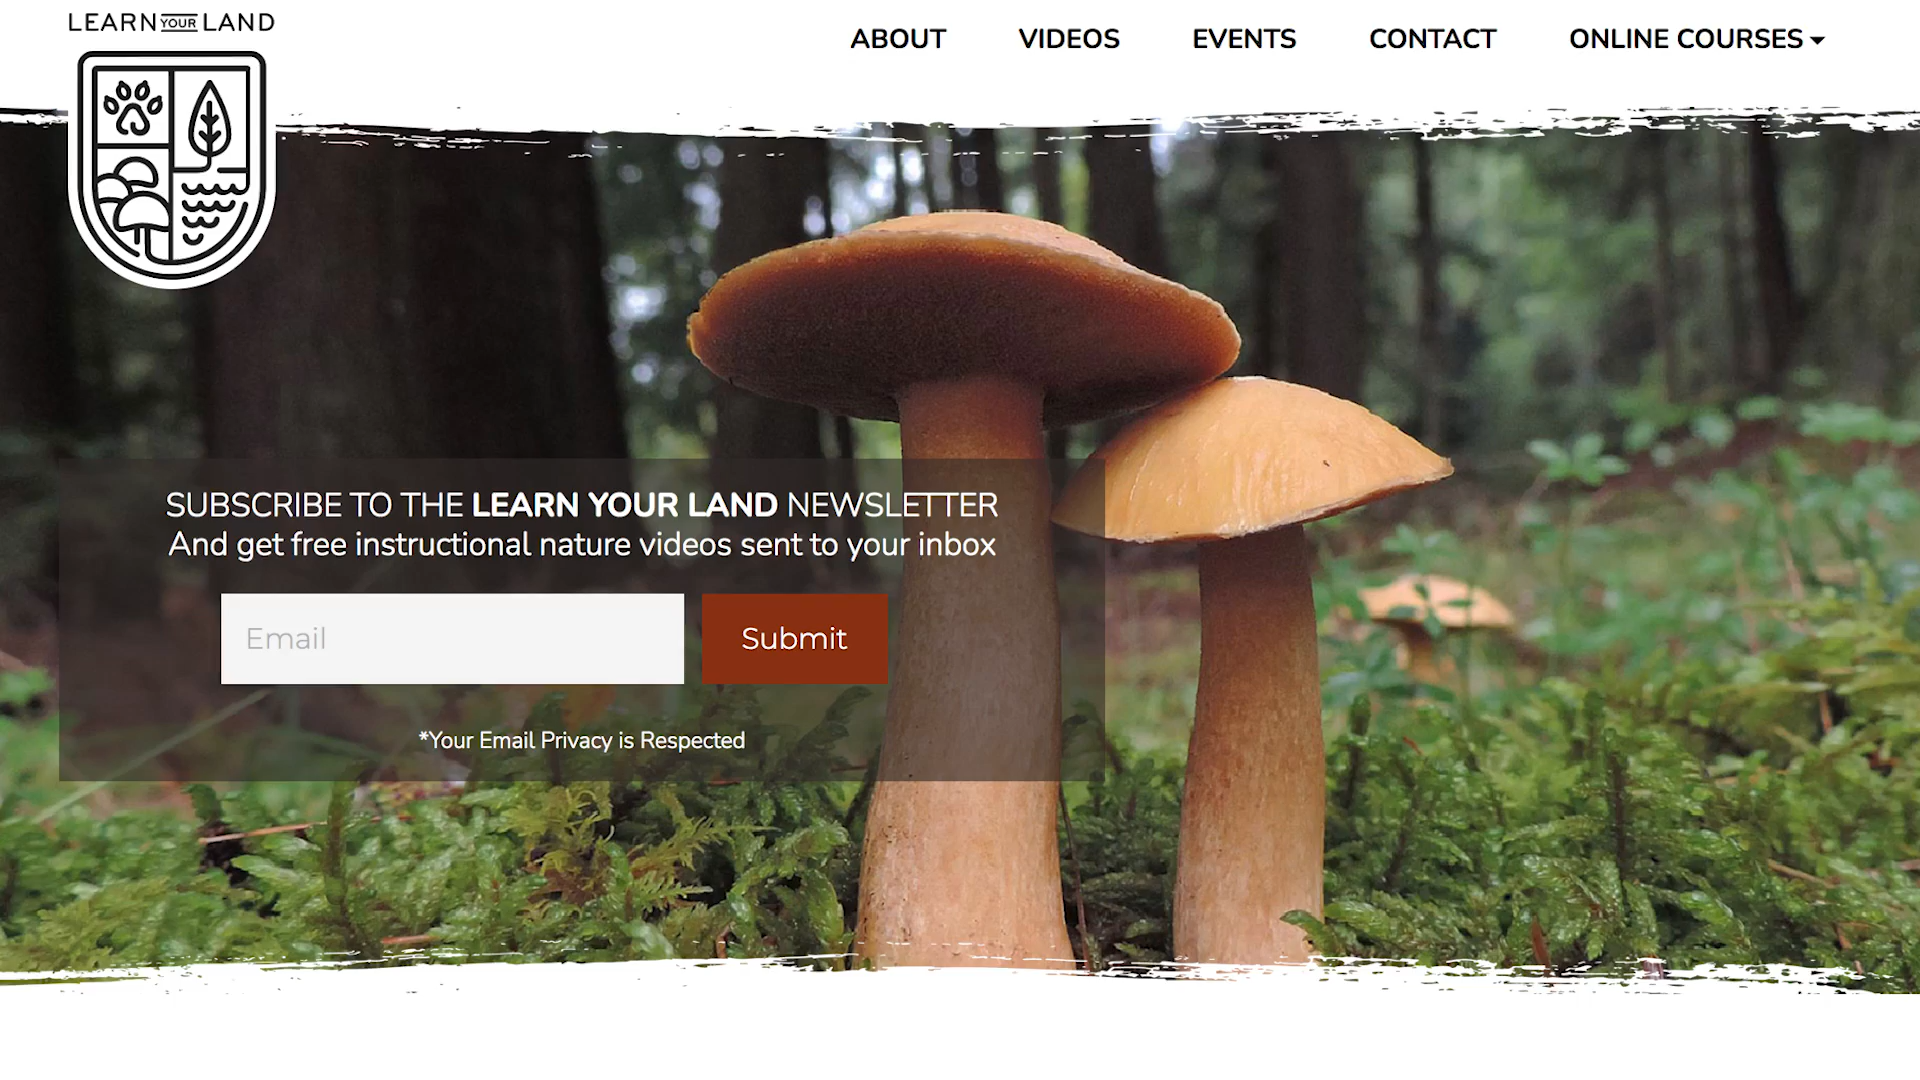 LEARN YOUR LAND
ABOUT
VIDEOS
EVENTS
CONTACT
ONLINE COURSES
SUBSCRIBE TO THE LEARN YOUR LAND NEWSLETTER
And get free instructional nature videos sent to your inbox
Email
Submit
*Your Email Privacy is Respected